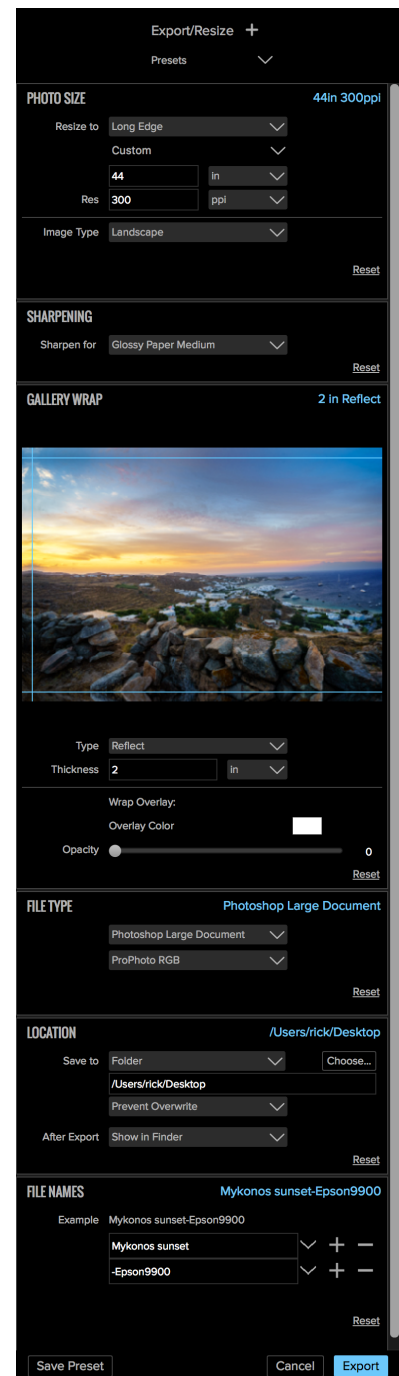 Export/Resize +
Presets
PHOTO SIZE 44in 300ppi
Resize to Long Edge
Custom
44 in
Res 300 ppi
Image Type Landscape
Reset
SHARPENING
Sharpen for Glossy Paper Medium
Reset
GALLERY WRAP 2 in Reflect
Type Reflect
Thickness 2 in
Wrap Overlay:
Overlay Color
Opacity 0
Reset
FILE TYPE Photoshop Large Document
Photoshop Large Document
ProPhoto RGB
Reset
LOCATION /Users/rick/Desktop
Save to Folder Choose...
/Users/rick/Desktop
Prevent Overwrite
After Export Show in Finder
Reset
FILE NAMES Mykonos sunset-Epson9900
Example Mykonos sunset-Epson9900
Mykonos sunset + −
-Epson9900 + −
Reset
Save Preset Cancel Export